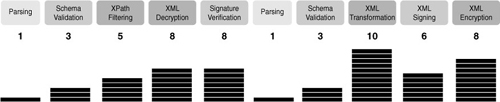 Parsing
Schema
Validation
XPath
Filtering
XML
Decryption
Signature
Verification
Parsing
Schema
Validation
XML
Transformation
XML
Signing
XML
Encryption
1 3 5 8 8 1 3 10 6 8